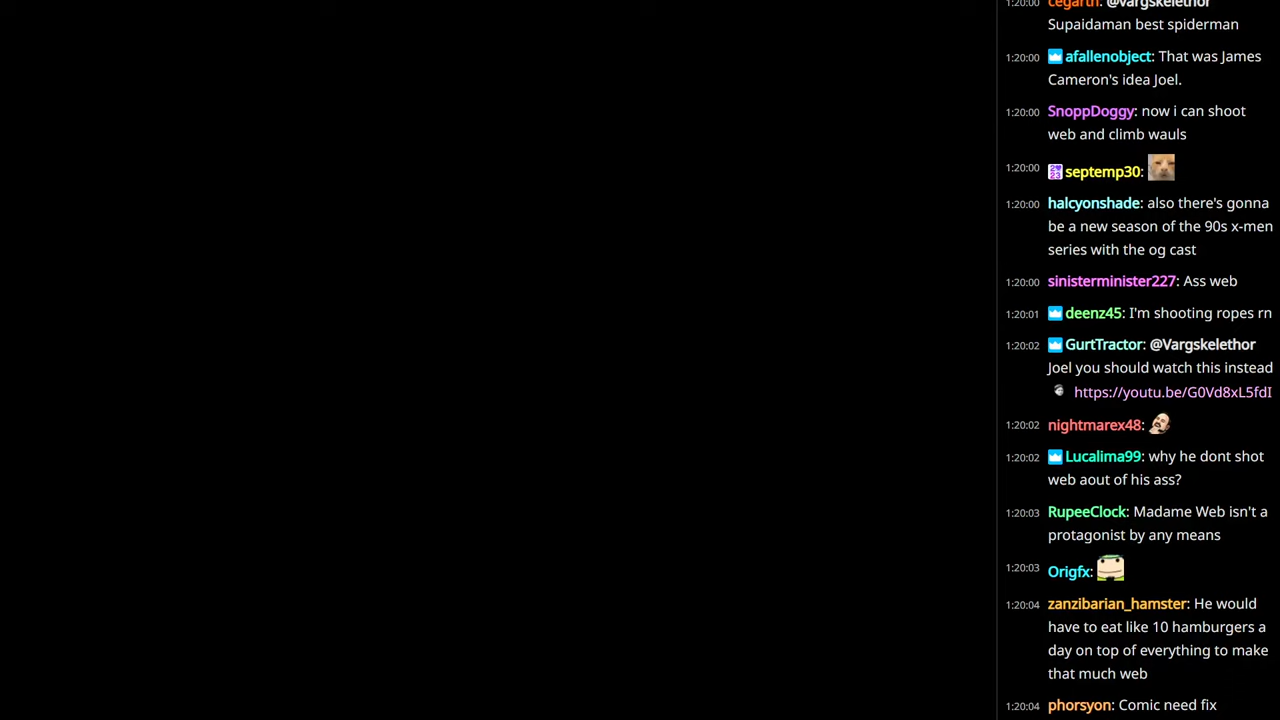 1:20:00 cegarth: @Vargskelethor
Supaidaman best spiderman
1:20:00 afallenobject: That was James
Cameron's idea Joel.
1:20:00 SnoppDoggy: now i can shoot
web and climb wauls
1:20:00 septemp30:
1:20:00 halcyonshade: also there's gonna
be a new season of the 90s x-men
series with the og cast
1:20:00 sinisterminister227: Ass web
1:20:01 deenz45: I'm shooting ropes rn
1:20:02 GurtTractor: @Vargskelethor
Joel you should watch this instead
https://youtu.be/G0Vd8xL5fdI
1:20:02 nightmarex48:
1:20:02 Lucalima99: why he dont shot
web aout of his ass?
1:20:03 RupeeClock: Madame Web isn't a
protagonist by any means
1:20:03 Origfx:
1:20:04 zanzibarian_hamster: He would
have to eat like 10 hamburgers a
day on top of everything to make
that much web
1:20:04 phorsyon: Comic need fix